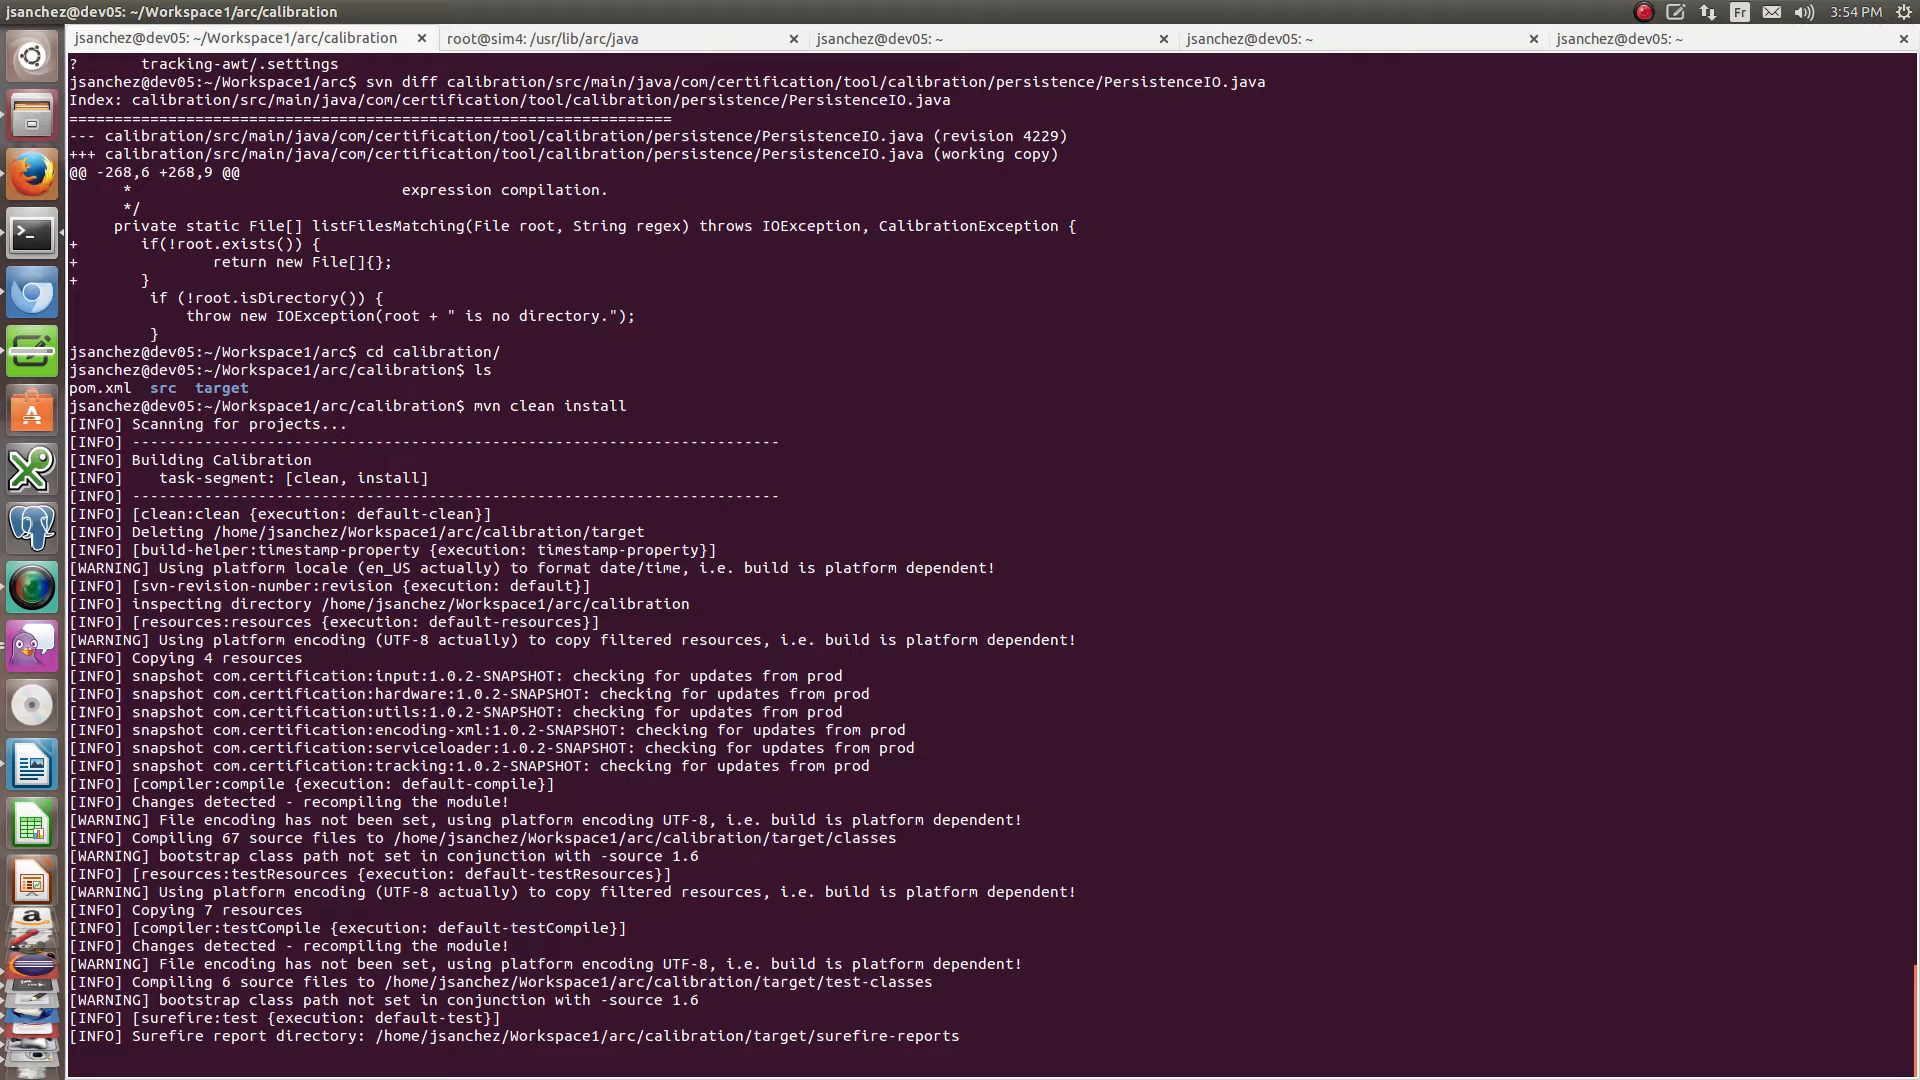 jsanchez@dev05: ~/Workspace1/arc/calibration
Fr
3:54 PM
jsanchez@dev05: ~/Workspace1/arc/calibration
root@sim4: /usr/lib/arc/java
jsanchez@dev05: ~
jsanchez@dev05: ~
jsanchez@dev05: ~
?       tracking-awt/.settings
jsanchez@dev05:~/Workspace1/arc$ svn diff calibration/src/main/java/com/certification/tool/calibration/persistence/PersistenceIO.java
Index: calibration/src/main/java/com/certification/tool/calibration/persistence/PersistenceIO.java
===================================================================
--- calibration/src/main/java/com/certification/tool/calibration/persistence/PersistenceIO.java (revision 4229)
+++ calibration/src/main/java/com/certification/tool/calibration/persistence/PersistenceIO.java (working copy)
@@ -268,6 +268,9 @@
      *                              expression compilation.
      */
     private static File[] listFilesMatching(File root, String regex) throws IOException, CalibrationException {
+       if(!root.exists()) {
+               return new File[]{};
+       }
         if (!root.isDirectory()) {
             throw new IOException(root + " is no directory.");
         }
jsanchez@dev05:~/Workspace1/arc$ cd calibration/
jsanchez@dev05:~/Workspace1/arc/calibration$ ls
pom.xml  src  target
jsanchez@dev05:~/Workspace1/arc/calibration$ mvn clean install
[INFO] Scanning for projects...
[INFO] ------------------------------------------------------------------------
[INFO] Building Calibration
[INFO]    task-segment: [clean, install]
[INFO] ------------------------------------------------------------------------
[INFO] [clean:clean {execution: default-clean}]
[INFO] Deleting /home/jsanchez/Workspace1/arc/calibration/target
[INFO] [build-helper:timestamp-property {execution: timestamp-property}]
[WARNING] Using platform locale (en_US actually) to format date/time, i.e. build is platform dependent!
[INFO] [svn-revision-number:revision {execution: default}]
[INFO] inspecting directory /home/jsanchez/Workspace1/arc/calibration
[INFO] [resources:resources {execution: default-resources}]
[WARNING] Using platform encoding (UTF-8 actually) to copy filtered resources, i.e. build is platform dependent!
[INFO] Copying 4 resources
[INFO] snapshot com.certification:input:1.0.2-SNAPSHOT: checking for updates from prod
[INFO] snapshot com.certification:hardware:1.0.2-SNAPSHOT: checking for updates from prod
[INFO] snapshot com.certification:utils:1.0.2-SNAPSHOT: checking for updates from prod
[INFO] snapshot com.certification:encoding-xml:1.0.2-SNAPSHOT: checking for updates from prod
[INFO] snapshot com.certification:serviceloader:1.0.2-SNAPSHOT: checking for updates from prod
[INFO] snapshot com.certification:tracking:1.0.2-SNAPSHOT: checking for updates from prod
[INFO] [compiler:compile {execution: default-compile}]
[INFO] Changes detected - recompiling the module!
[WARNING] File encoding has not been set, using platform encoding UTF-8, i.e. build is platform dependent!
[INFO] Compiling 67 source files to /home/jsanchez/Workspace1/arc/calibration/target/classes
[WARNING] bootstrap class path not set in conjunction with -source 1.6
[INFO] [resources:testResources {execution: default-testResources}]
[WARNING] Using platform encoding (UTF-8 actually) to copy filtered resources, i.e. build is platform dependent!
[INFO] Copying 7 resources
[INFO] [compiler:testCompile {execution: default-testCompile}]
[INFO] Changes detected - recompiling the module!
[WARNING] File encoding has not been set, using platform encoding UTF-8, i.e. build is platform dependent!
[INFO] Compiling 6 source files to /home/jsanchez/Workspace1/arc/calibration/target/test-classes
[WARNING] bootstrap class path not set in conjunction with -source 1.6
[INFO] [surefire:test {execution: default-test}]
[INFO] Surefire report directory: /home/jsanchez/Workspace1/arc/calibration/target/surefire-reports